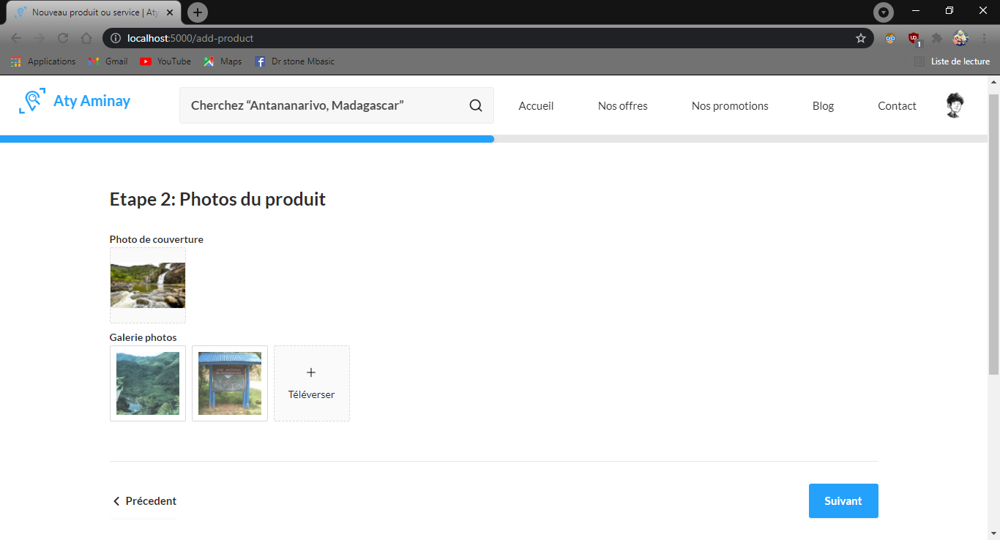 Nouveau produit ou service | Aty
localhost:5000/add-product
Applications
Gmail
YouTube
Maps
Dr stone Mbasic
Liste de lecture
Aty Aminay
Cherchez “Antananarivo, Madagascar”
Accueil
Nos offres
Nos promotions
Blog
Contact
Etape 2: Photos du produit
Photo de couverture
Galerie photos
Téléverser
Précedent
Suivant